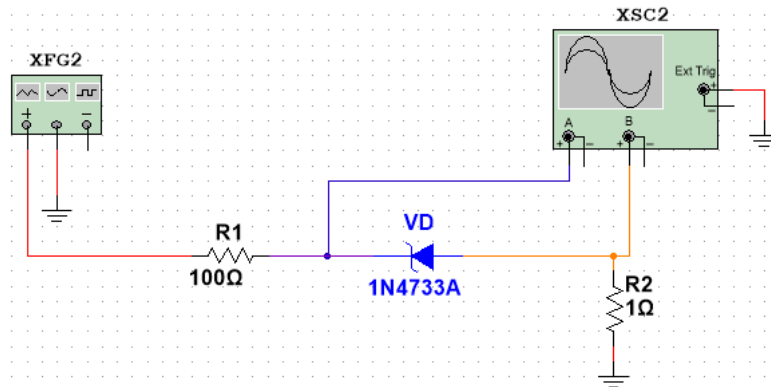 XSC2
XFG2
Ext Trig
+
−
A
B
+
−
+
−
+
−
VD
R1
100Ω
1N4733A
R2
1Ω